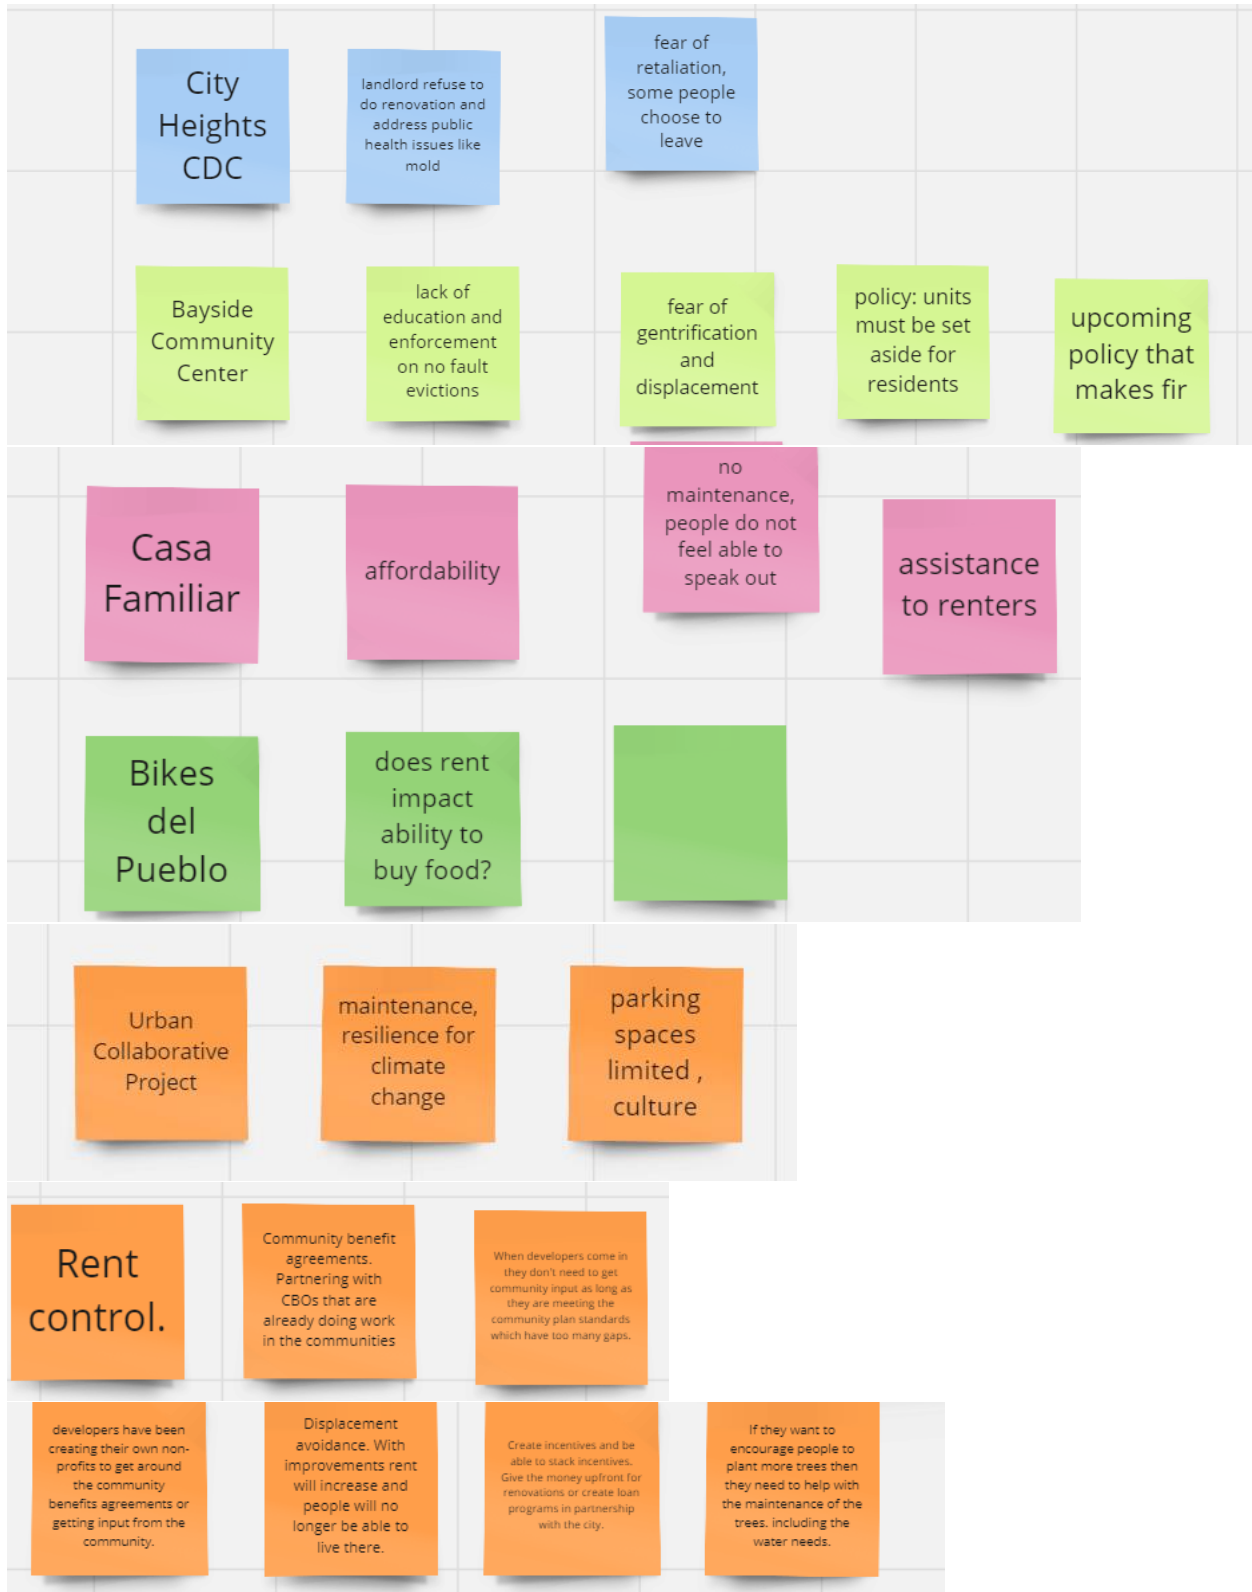 City
Heights
CDC
landlord refuse to
do renovation and
address public
health issues like
mold
fear of
retaliation,
some people
choose to
leave
Bayside
Community
Center
lack of
education and
enforcement
on no fault
evictions
fear of
gentrification
and
displacement
policy: units
must be set
aside for
residents
upcoming
policy that
makes fir
Casa
Familiar
affordability
no
maintenance,
people do not
feel able to
speak out
assistance
to renters
Bikes
del
Pueblo
does rent
impact
ability to
buy food?
Urban
Collaborative
Project
maintenance,
resilience for
climate
change
parking
spaces
limited ,
culture
Rent
control.
Community benefit
agreements.
Partnering with
CBOs that are
already doing work
in the communities
When developers come in
they don't need to get
community input as long as
they are meeting the
community plan standards
which have too many gaps.
developers have been
creating their own non-
profits to get around
the community
benefits agreements or
getting input from the
community.
Displacement
avoidance. With
improvements rent
will increase and
people will no
longer be able to
live there.
Create incentives and be
able to stack incentives.
Give the money upfront for
renovations or create loan
programs in partnership
with the city.
If they want to
encourage people to
plant more trees then
they need to help with
the maintenance of the
trees. including the
water needs.